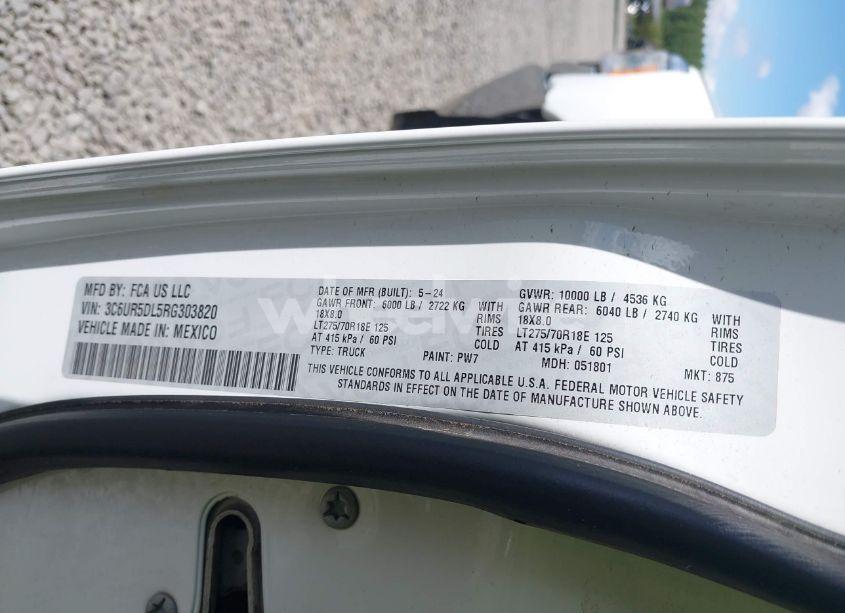 MFD BY: FCA US LLC
VIN: 3C6UR5DL5RG303820
VEHICLE MADE IN: MEXICO
DATE OF MFR (BUILT): 5-24
GAWR FRONT: 6000 LB / 2722 KG WITH
18X8.0 RIMS
LT275/70R18E 125 TIRES
AT 415 kPa / 60 PSI COLD
TYPE: TRUCK PAINT: PW7
GVWR: 10000 LB / 4536 KG
GAWR REAR: 6040 LB / 2740 KG WITH
18X8.0 RIMS
LT275/70R18E 125 TIRES
AT 415 kPa / 60 PSI COLD
MDH: 051801 MKT: 875
THIS VEHICLE CONFORMS TO ALL APPLICABLE U.S.A. FEDERAL MOTOR VEHICLE SAFETY
STANDARDS IN EFFECT ON THE DATE OF MANUFACTURE SHOWN ABOVE.